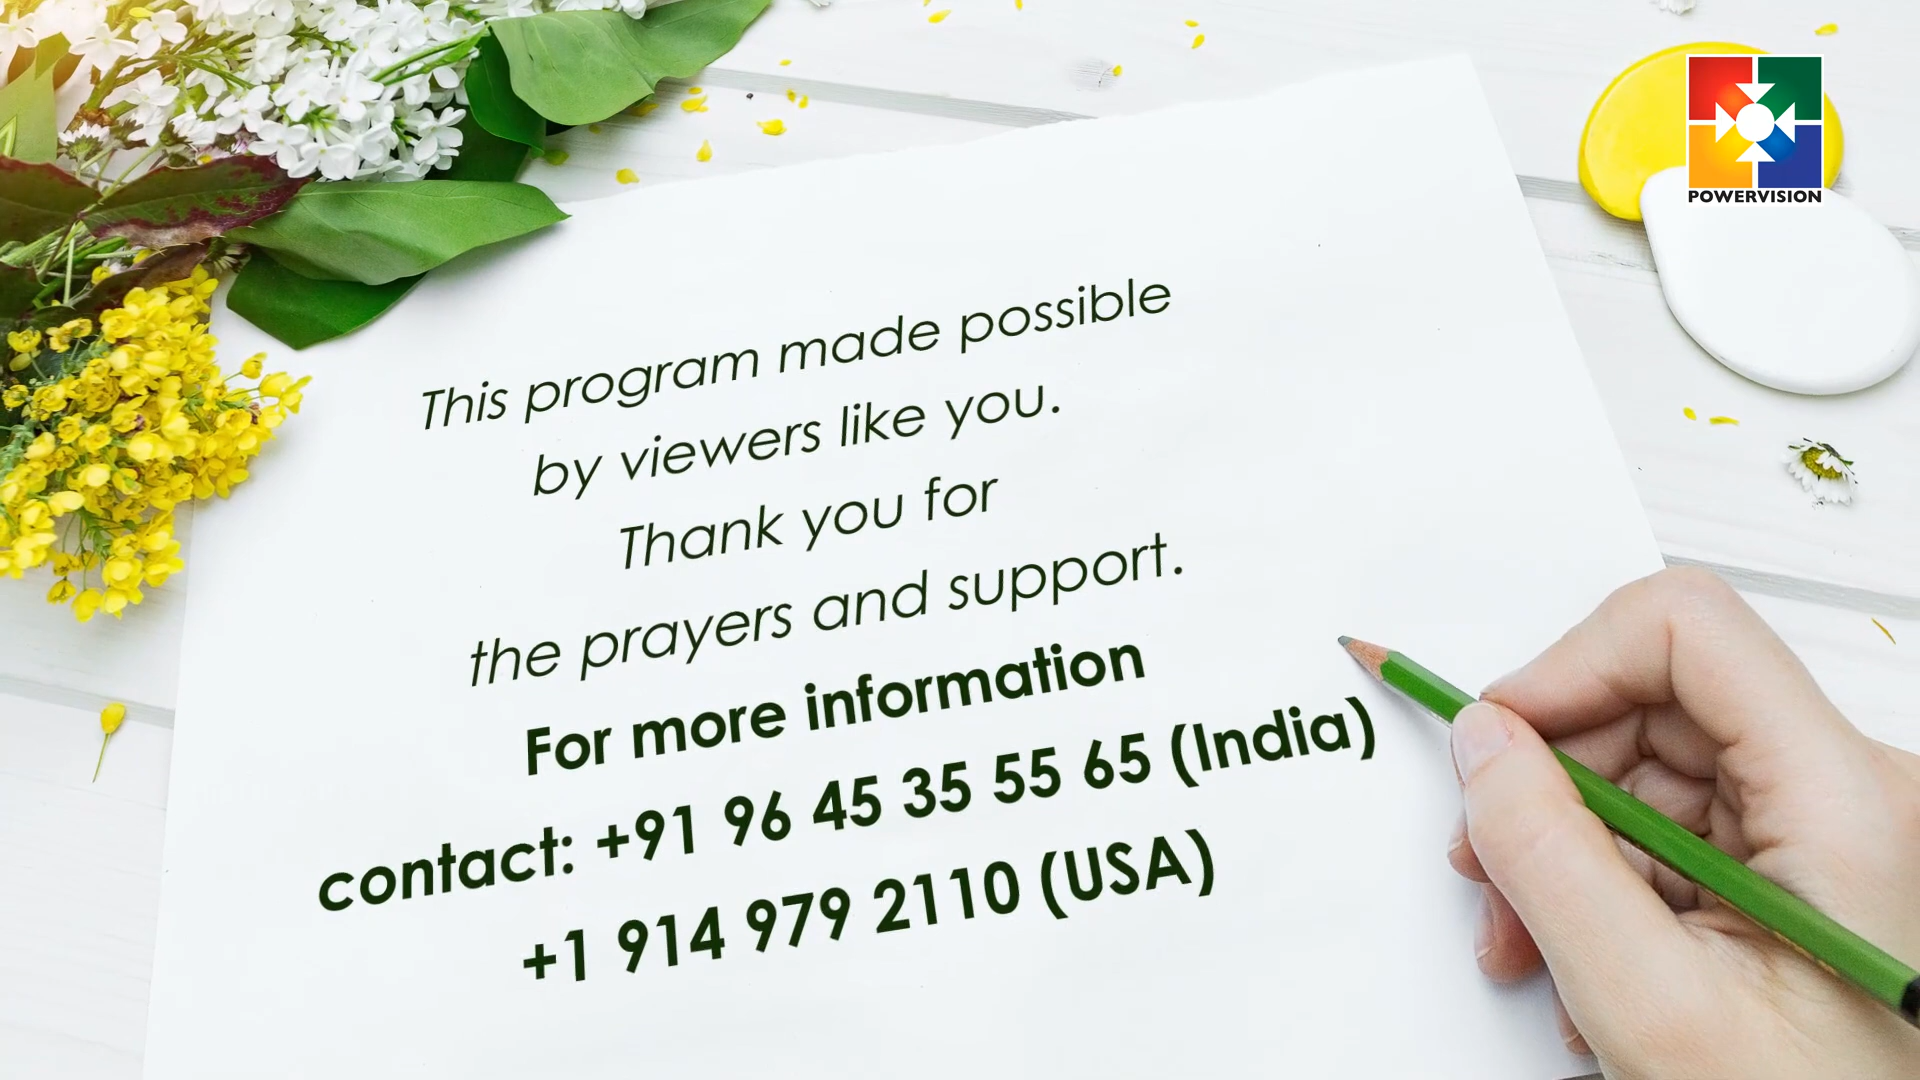 POWERVISION
This program made possible
by viewers like you.
Thank you for
the prayers and support.
For more information
contact: +91 96 45 35 55 65 (India)
+1 914 979 2110 (USA)